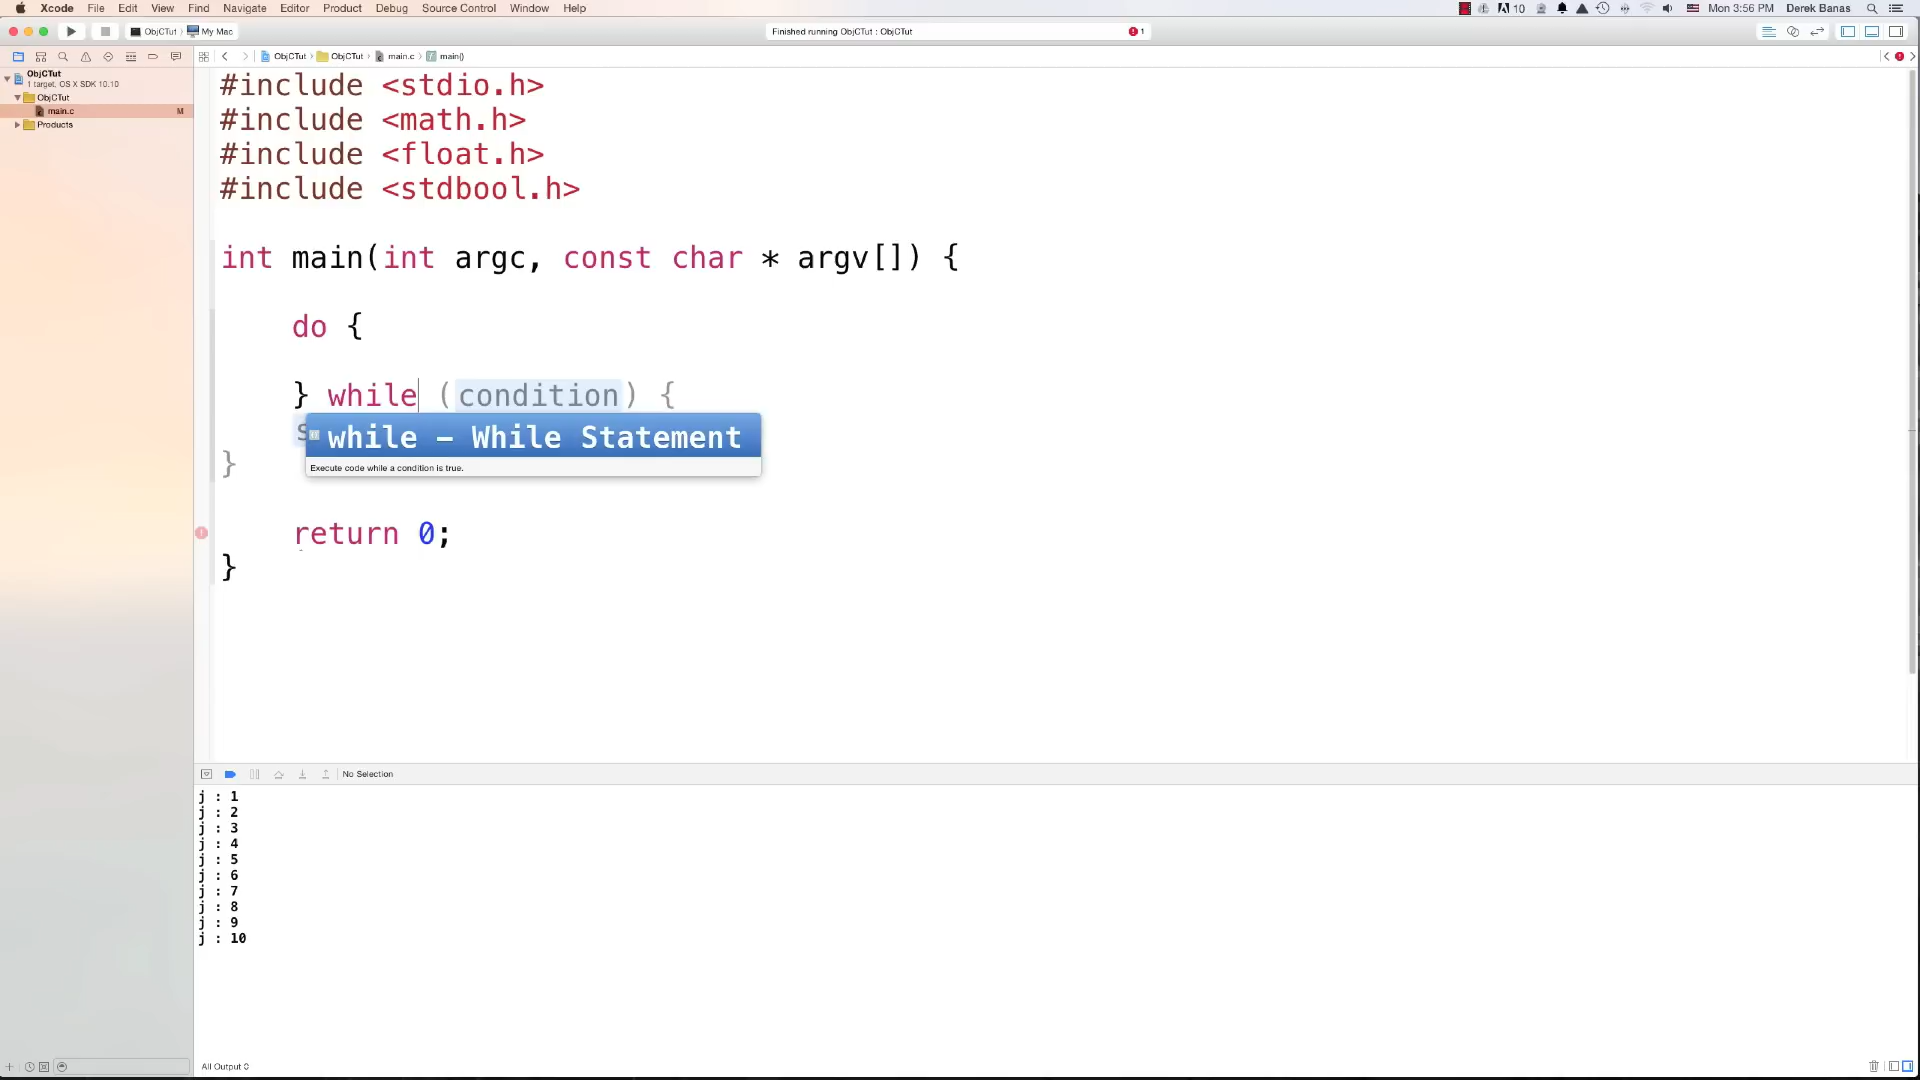 Xcode File Edit View Find Navigate Editor Product Debug Source Control Window Help 10 Mon 3:56 PM Derek Banas
ObjCTut My Mac Finished running ObjCTut : ObjCTut 1
ObjCTut ObjCTut main.c main()
ObjCTut
1 target, OS X SDK 10.10
ObjCTut
main.c M
Products
#include <stdio.h>
#include <math.h>
#include <float.h>
#include <stdbool.h>
int main(int argc, const char * argv[]) {
do {
} while (condition) {
while – While Statement
Execute code while a condition is true.
}
return 0;
}
No Selection
j : 1
j : 2
j : 3
j : 4
j : 5
j : 6
j : 7
j : 8
j : 9
j : 10
All Output